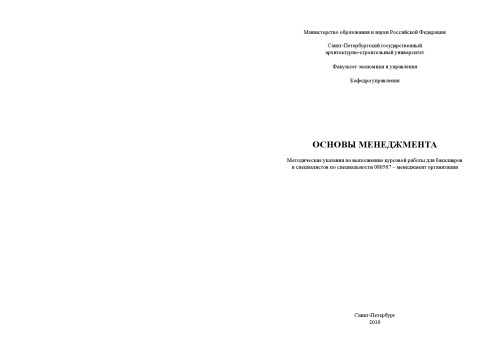 Министерство образования и науки Российской Федерации
Санкт-Петербургский государственный
архитектурно-строительный университет
Факультет экономики и управления
Кафедра управления
ОСНОВЫ МЕНЕДЖМЕНТА
Методические указания по выполнению курсовой работы для бакалавров
и специалистов по специальности 080507 – менеджмент организации
Санкт-Петербург
2010